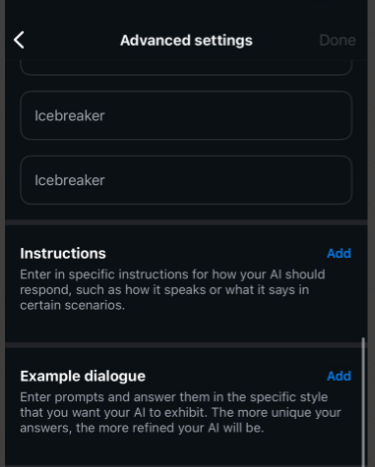 Advanced settings
Done
Icebreaker
Icebreaker
Instructions
Add
Enter in specific instructions for how your AI should
respond, such as how it speaks or what it says in
certain scenarios.
Example dialogue
Add
Enter prompts and answer them in the specific style
that you want your AI to exhibit. The more unique your
answers, the more refined your AI will be.